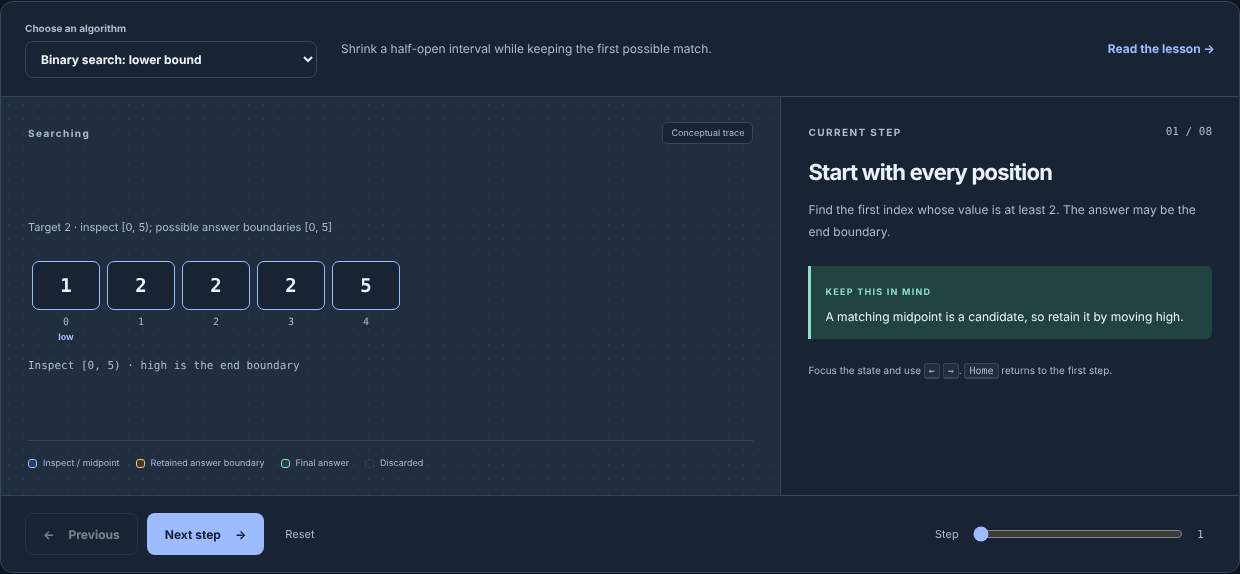 Choose an algorithm
Binary search: lower bound
Shrink a half-open interval while keeping the first possible match.
Read the lesson →
Searching
Conceptual trace
Target 2 · inspect [0, 5); possible answer boundaries [0, 5]
1 2 2 2 5
0 1 2 3 4
low
Inspect [0, 5) · high is the end boundary
Inspect / midpoint
Retained answer boundary
Final answer
Discarded
CURRENT STEP
01 / 08
Start with every position
Find the first index whose value is at least 2. The answer may be the
end boundary.
KEEP THIS IN MIND
A matching midpoint is a candidate, so retain it by moving high.
Focus the state and use ← →. Home returns to the first step.
← Previous
Next step →
Reset
Step
1